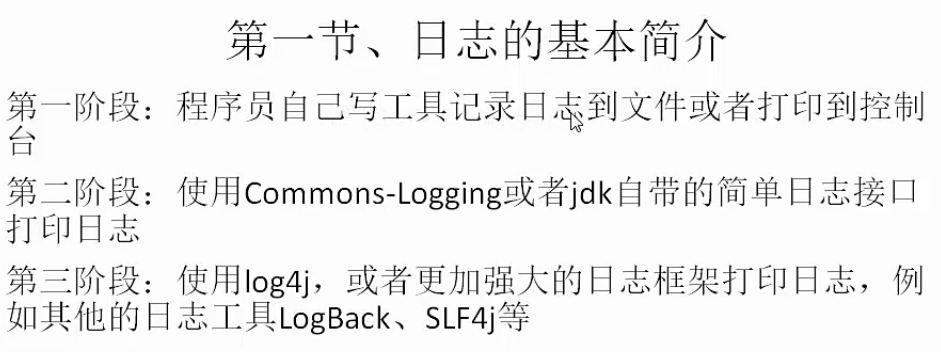 第一节、日志的基本简介
第一阶段：程序员自己写工具记录日志到文件或者打印到控制
台
第二阶段：使用Commons-Logging或者jdk自带的简单日志接口
打印日志
第三阶段：使用log4j，或者更加强大的日志框架打印日志，例
如其他的日志工具LogBack、SLF4j等